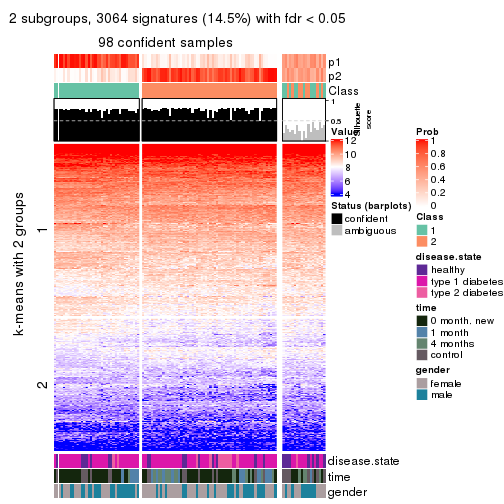 2 subgroups, 3064 signatures (14.5%) with fdr < 0.05
98 confident samples
p1
p2
Class
1
0.5
0
Silhouette
score
k-means with 2 groups
1
2
Value
12
10
8
6
4
Status (barplots)
confident
ambiguous
Prob
1
0.8
0.6
0.4
0.2
0
Class
1
2
disease.state
healthy
type 1 diabetes
type 2 diabetes
time
0 month. new
1 month
4 months
control
gender
female
male
disease.state
time
gender